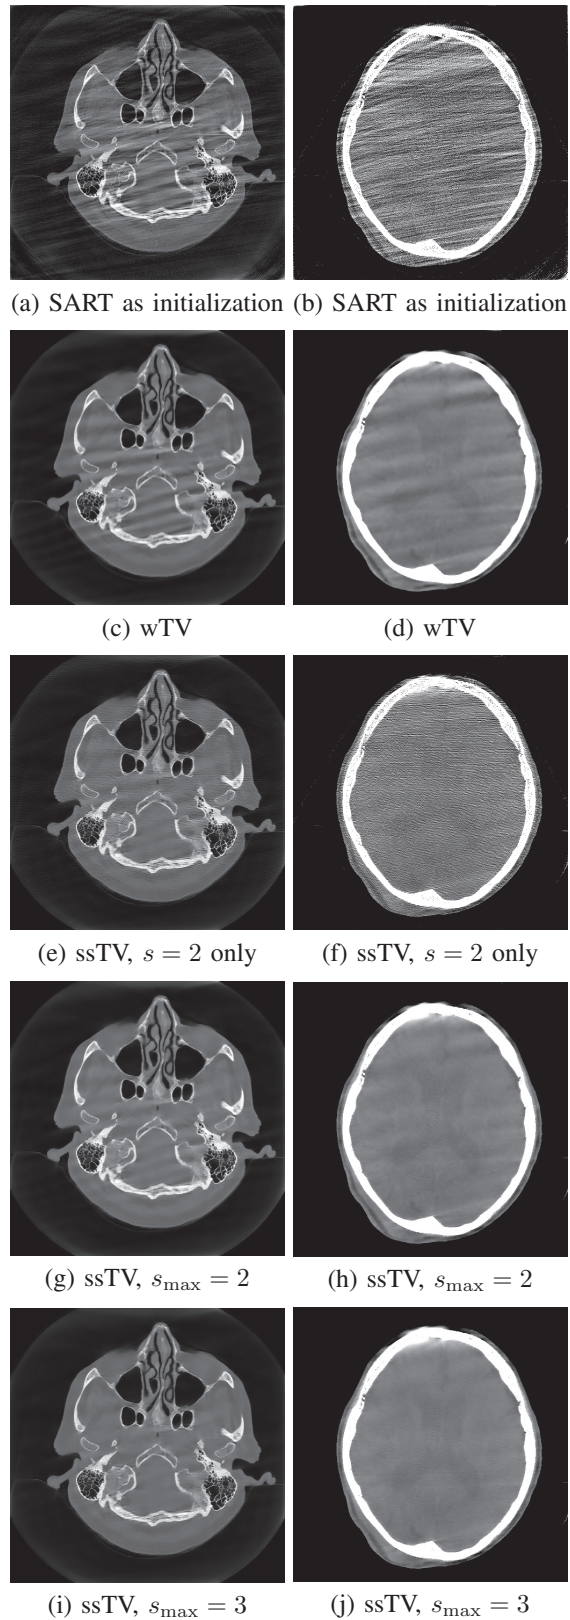 (a) SART as initialization (b) SART as initialization
(c) wTV (d) wTV
(e) ssTV, s = 2 only (f) ssTV, s = 2 only
(g) ssTV, s_max = 2 (h) ssTV, s_max = 2
(i) ssTV, s_max = 3 (j) ssTV, s_max = 3